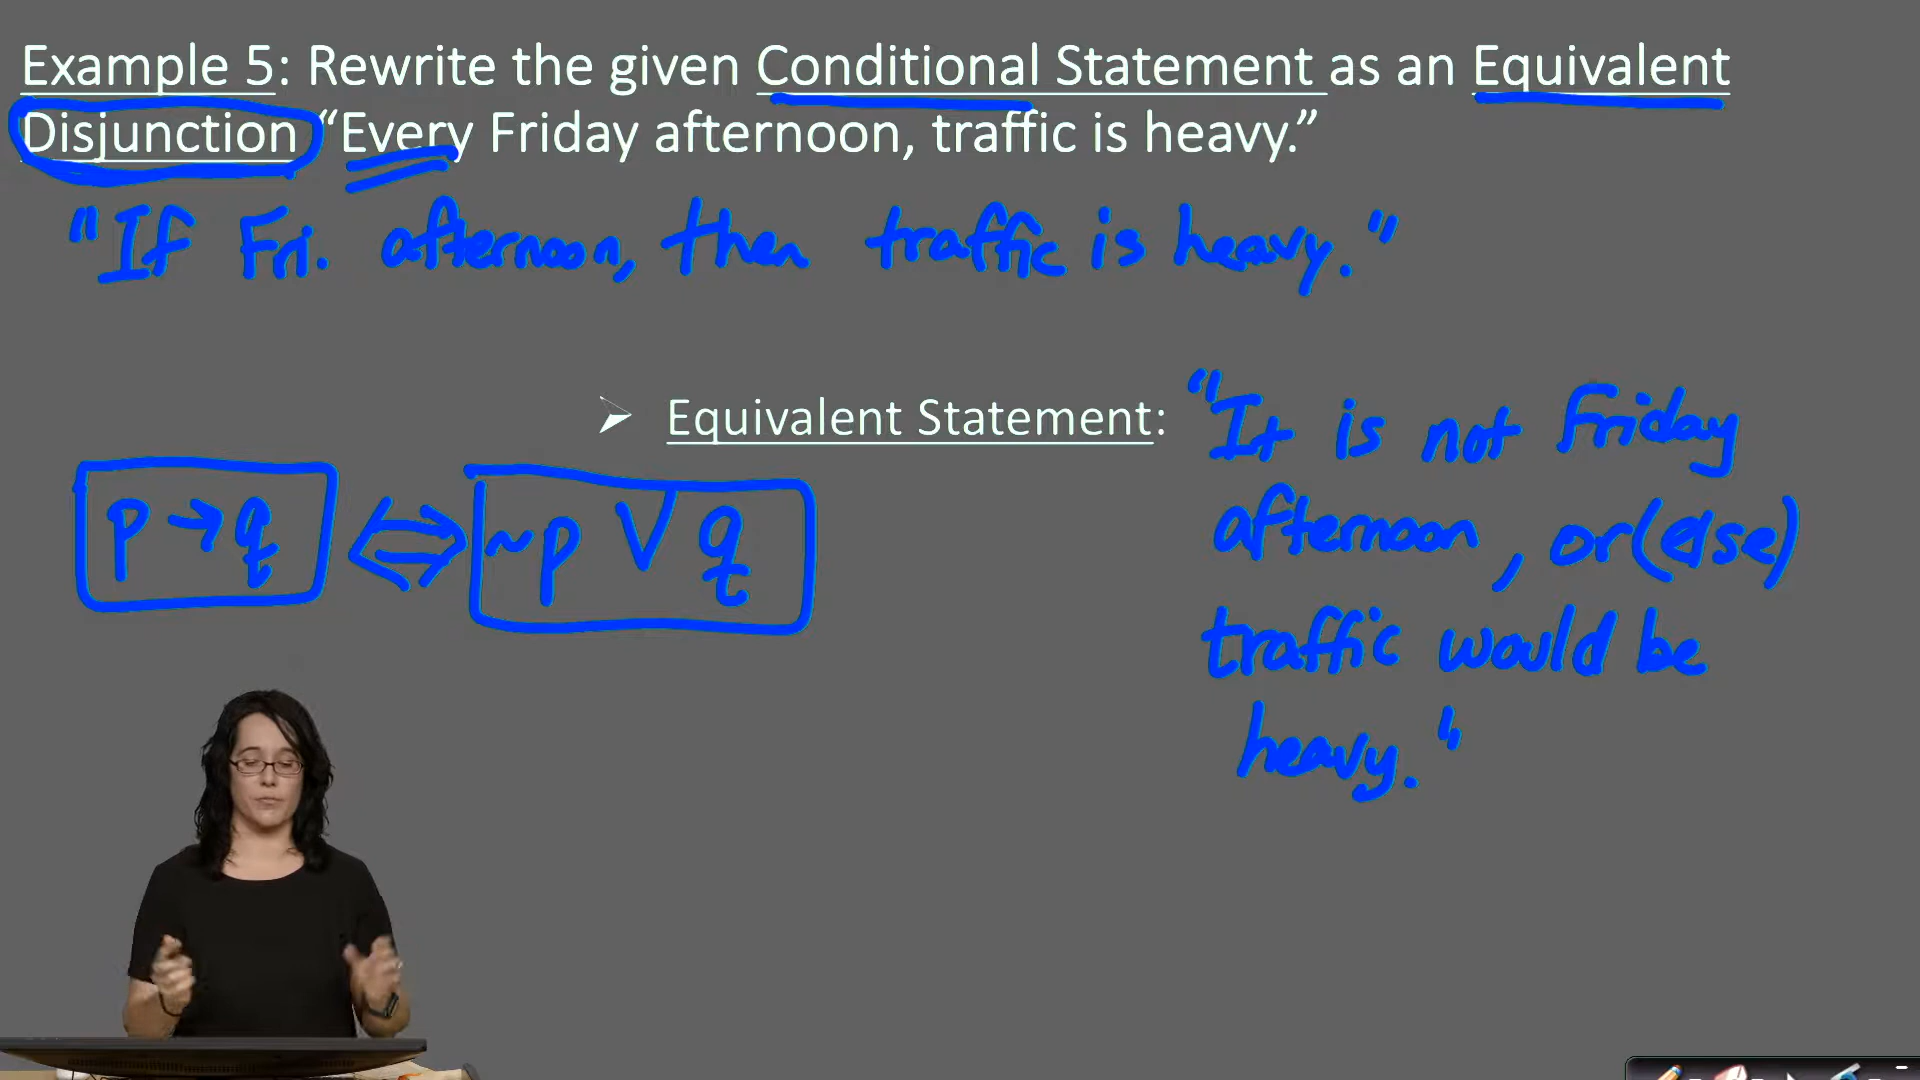 Example 5: Rewrite the given Conditional Statement as an Equivalent
Disjunction “Every Friday afternoon, traffic is heavy.”
"If Fri. afternoon, then traffic is heavy."
➢ Equivalent Statement:
"It is not Friday
afternoon, or (else)
traffic would be
heavy."
p → q ⇔ ~p ∨ q